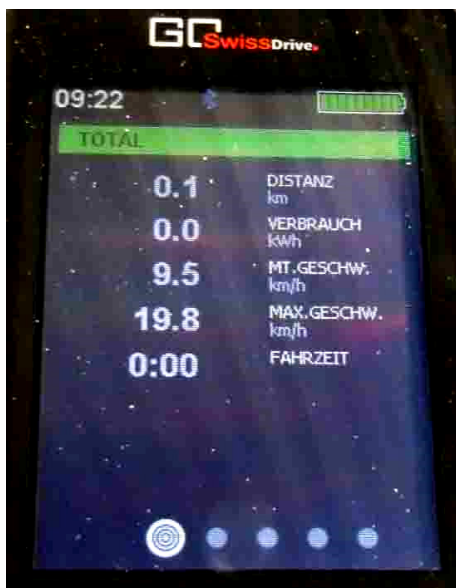 GO SwissDrive.
09:22
TOTAL
0.1 DISTANZ
km
0.0 VERBRAUCH
kWh
9.5 MT.GESCHW.
km/h
19.8 MAX.GESCHW.
km/h
0:00 FAHRZEIT